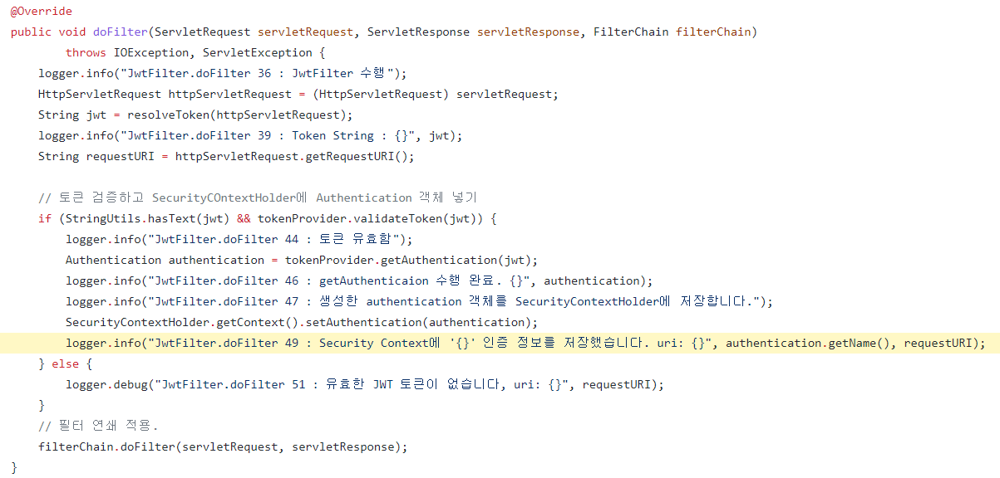 @Override
public void doFilter(ServletRequest servletRequest, ServletResponse servletResponse, FilterChain filterChain)
        throws IOException, ServletException {
    logger.info("JwtFilter.doFilter 36 : JwtFilter 수행");
    HttpServletRequest httpServletRequest = (HttpServletRequest) servletRequest;
    String jwt = resolveToken(httpServletRequest);
    logger.info("JwtFilter.doFilter 39 : Token String : {}", jwt);
    String requestURI = httpServletRequest.getRequestURI();

    // 토큰 검증하고 SecurityCOntextHolder에 Authentication 객체 넣기
    if (StringUtils.hasText(jwt) && tokenProvider.validateToken(jwt)) {
        logger.info("JwtFilter.doFilter 44 : 토큰 유효함");
        Authentication authentication = tokenProvider.getAuthentication(jwt);
        logger.info("JwtFilter.doFilter 46 : getAuthenticaion 수행 완료. {}", authentication);
        logger.info("JwtFilter.doFilter 47 : 생성한 authentication 객체를 SecurityContextHolder에 저장합니다.");
        SecurityContextHolder.getContext().setAuthentication(authentication);
        logger.info("JwtFilter.doFilter 49 : Security Context에 '{}' 인증 정보를 저장했습니다. uri: {}", authentication.getName(), requestURI);
    } else {
        logger.debug("JwtFilter.doFilter 51 : 유효한 JWT 토큰이 없습니다, uri: {}", requestURI);
    }
    // 필터 연쇄 적용.
    filterChain.doFilter(servletRequest, servletResponse);
}